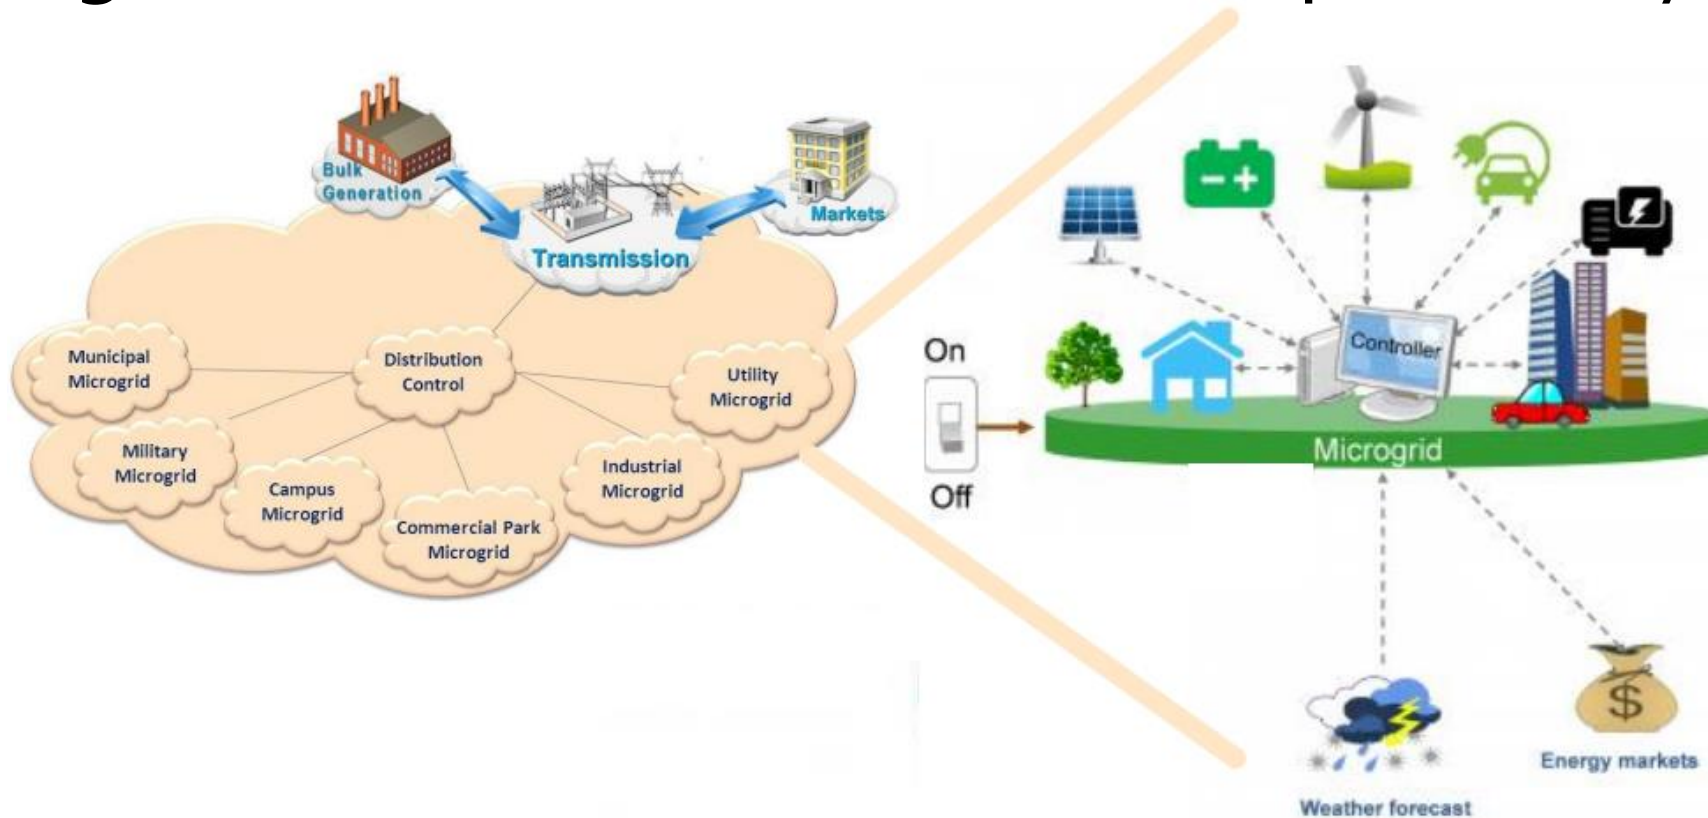 Bulk
Generation
Transmission
Markets
Municipal
Microgrid
Distribution
Control
Utility
Microgrid
Military
Microgrid
Campus
Microgrid
Commercial Park
Microgrid
Industrial
Microgrid
On
Off
Controller
Microgrid
Weather forecast
Energy markets
$